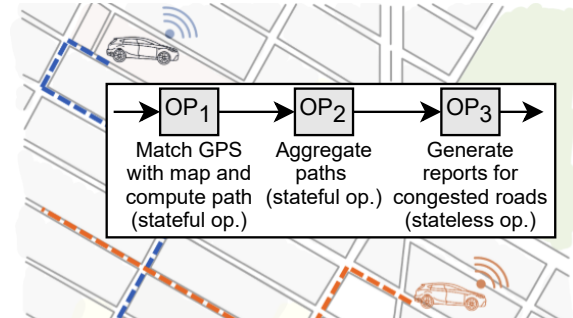 OP1 OP2 OP3
Match GPS Aggregate Generate
with map and paths reports for
compute path (stateful op.) congested roads
(stateful op.) (stateless op.)